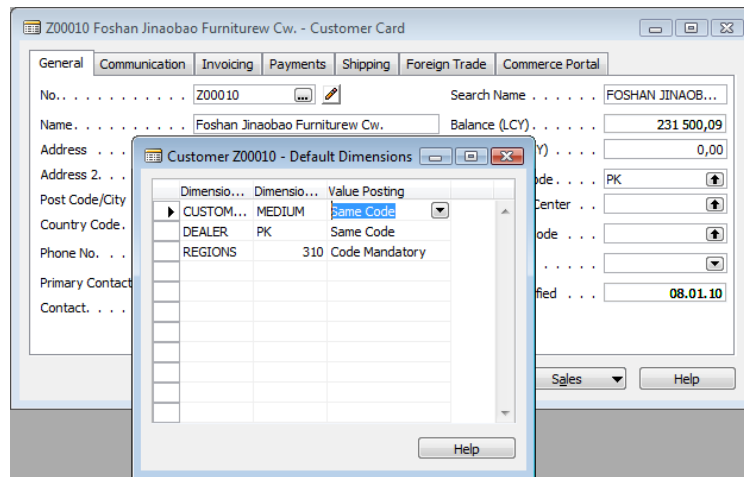 Z00010 Foshan Jinaobao Furniturew Cw. - Customer Card
General Communication Invoicing Payments Shipping Foreign Trade Commerce Portal
No.. . . . . . . . . . . . Z00010 ... Search Name . . . . . . FOSHAN JINAOB...
Name. . . . . . . . . . . Foshan Jinaobao Furniturew Cw. Balance (LCY). . . . . . 231 500,09
Address . . . Y) . . . 0,00
Address 2. . . ode. . . . PK
Post Code/City Center . .
Country Code. ode . . .
Phone No. . . . . . . .
Primary Contact fied . . . 08.01.10
Contact. . . .
Customer Z00010 - Default Dimensions
Dimensio... Dimensio... Value Posting
CUSTOM... MEDIUM Same Code
DEALER PK Same Code
REGIONS 310 Code Mandatory
Help
Sales Help